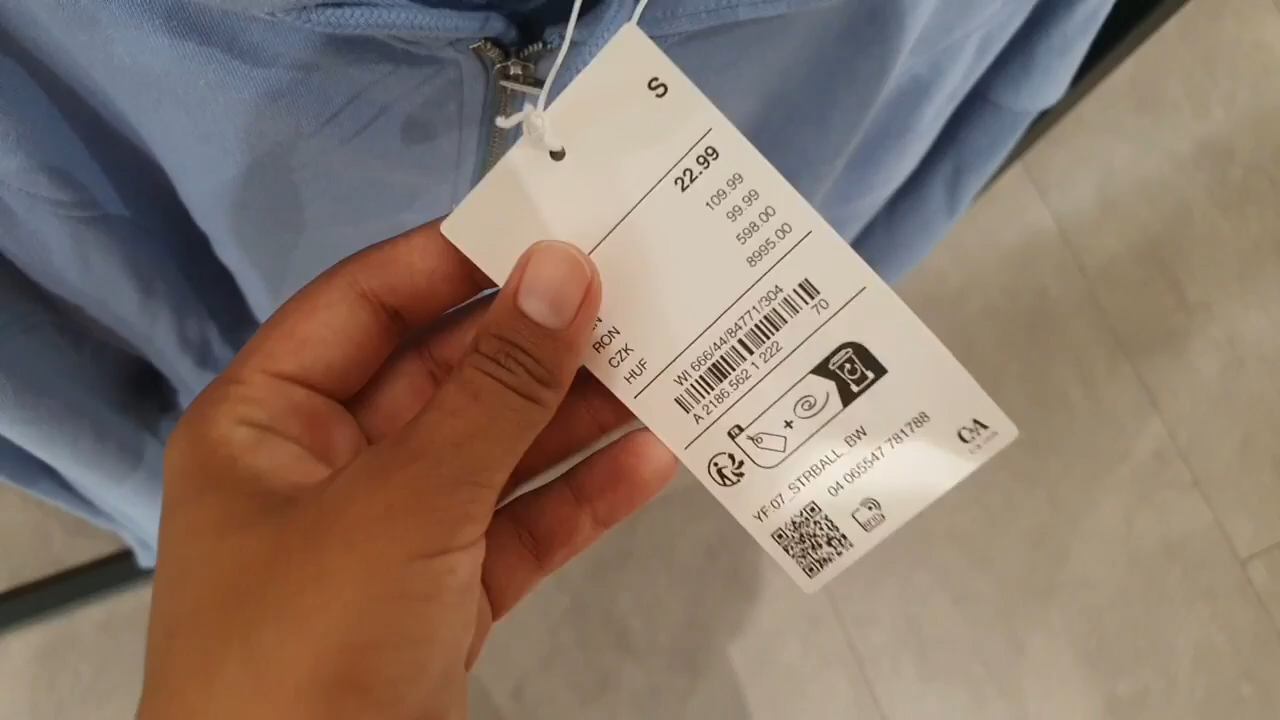 S
22.99
109.99
99.99
RON
598.00
CZK
8995.00
HUF
WI 666/44/84771/304
A 2186.562 1 222
70
FR
YF:07_STRBALL_BW
04 065547 781788
C&A